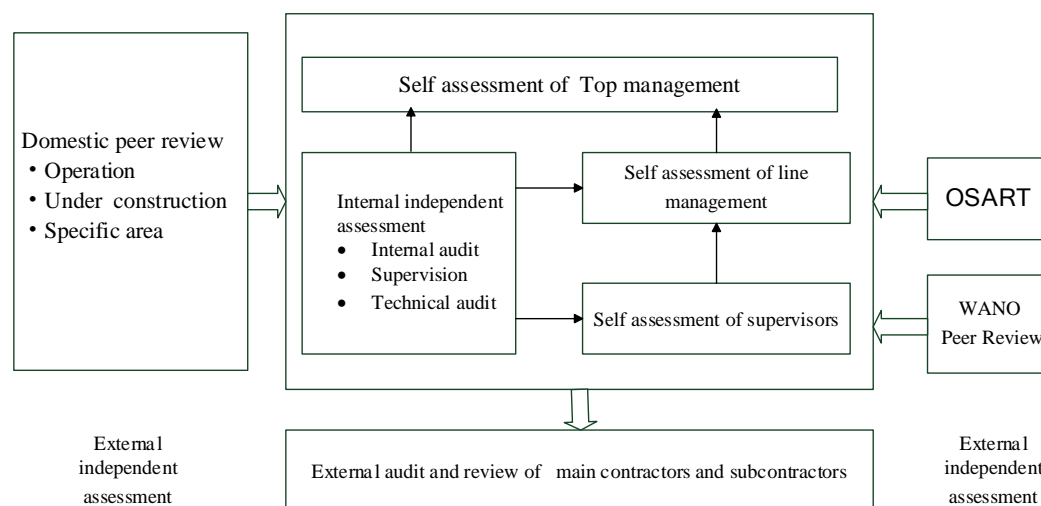 Self assessment of Top management
Domestic peer review
• Operation
• Under construction
• Specific area
Internal independent
assessment
• Internal audit
• Supervision
• Technical audit
Self assessment of line
management
Self assessment of supervisors
OSART
WANO
Peer Review
External
independent
assessment
External audit and review of main contractors and subcontractors
External
independent
assessment